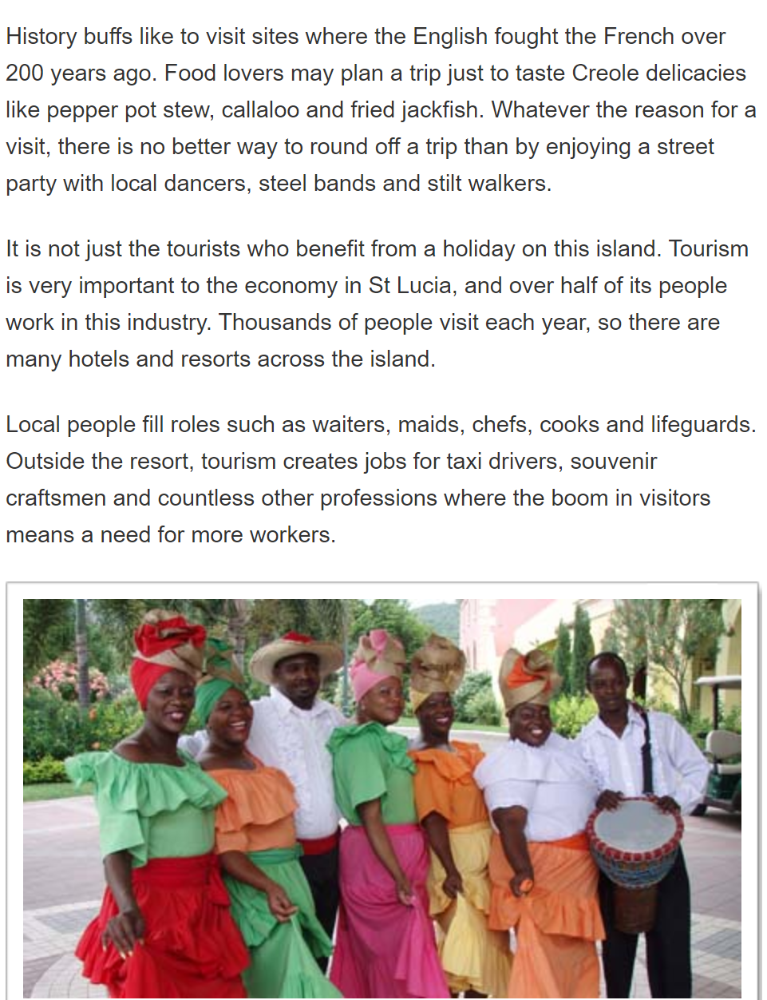 History buffs like to visit sites where the English fought the French over
200 years ago. Food lovers may plan a trip just to taste Creole delicacies
like pepper pot stew, callaloo and fried jackfish. Whatever the reason for a
visit, there is no better way to round off a trip than by enjoying a street
party with local dancers, steel bands and stilt walkers.
It is not just the tourists who benefit from a holiday on this island. Tourism
is very important to the economy in St Lucia, and over half of its people
work in this industry. Thousands of people visit each year, so there are
many hotels and resorts across the island.
Local people fill roles such as waiters, maids, chefs, cooks and lifeguards.
Outside the resort, tourism creates jobs for taxi drivers, souvenir
craftsmen and countless other professions where the boom in visitors
means a need for more workers.